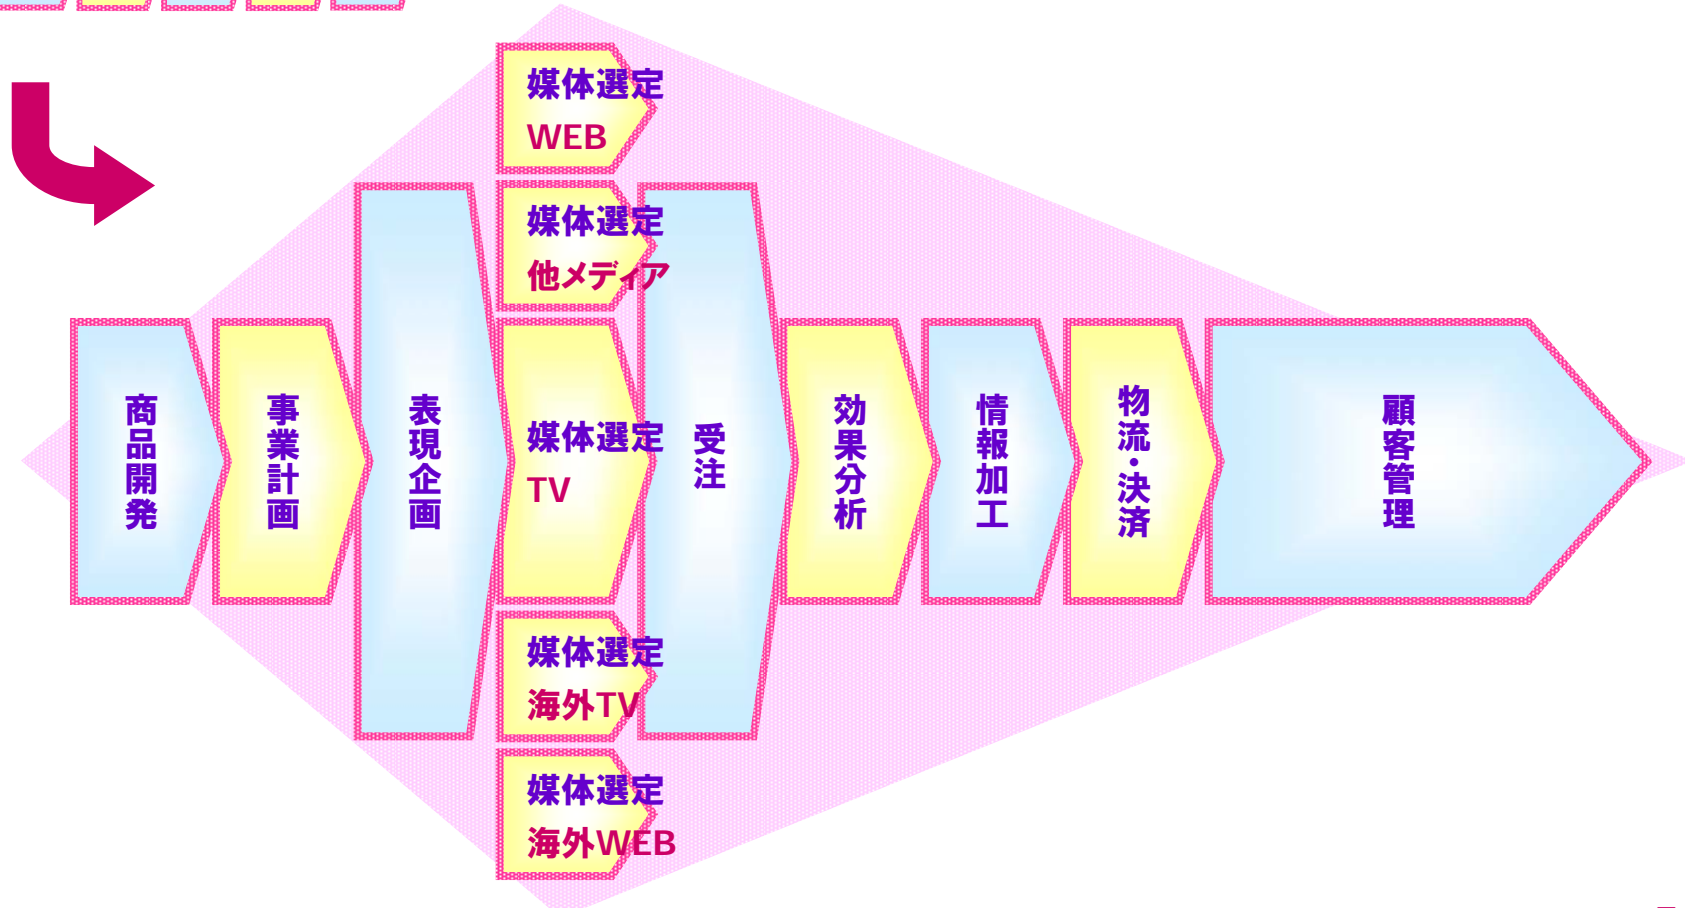 商品開発
事業計画
表現企画
媒体選定
WEB
媒体選定
他メディア
媒体選定
TV
媒体選定
海外TV
媒体選定
海外WEB
受注
効果分析
情報加工
物流・決済
顧客管理